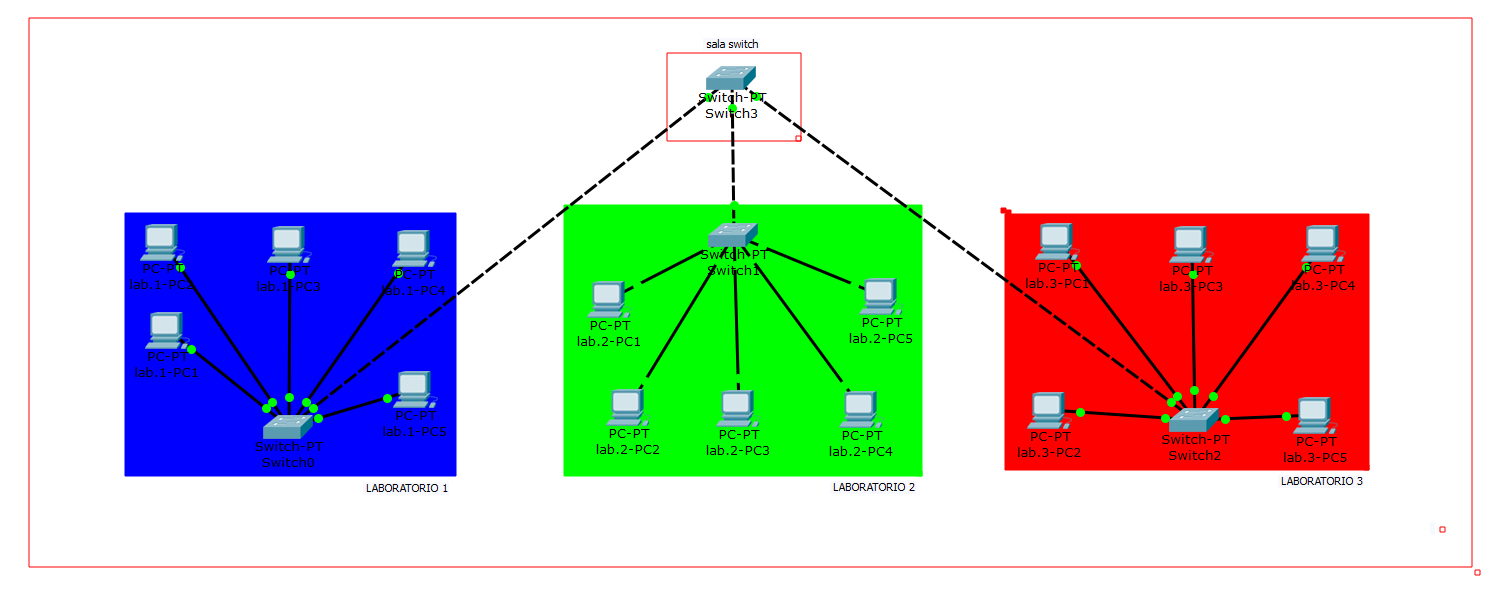 sala switch
Switch-PT
Switch3
PC-PT
lab.1-PC2
PC-PT
lab.1-PC3
PC-PT
lab.1-PC4
PC-PT
lab.1-PC1
PC-PT
lab.1-PC5
Switch-PT
Switch0
LABORATORIO 1
Switch-PT
Switch1
PC-PT
lab.2-PC1
PC-PT
lab.2-PC5
PC-PT
lab.2-PC2
PC-PT
lab.2-PC3
PC-PT
lab.2-PC4
LABORATORIO 2
PC-PT
lab.3-PC1
PC-PT
lab.3-PC3
PC-PT
lab.3-PC4
PC-PT
lab.3-PC2
Switch-PT
Switch2
PC-PT
lab.3-PC5
LABORATORIO 3